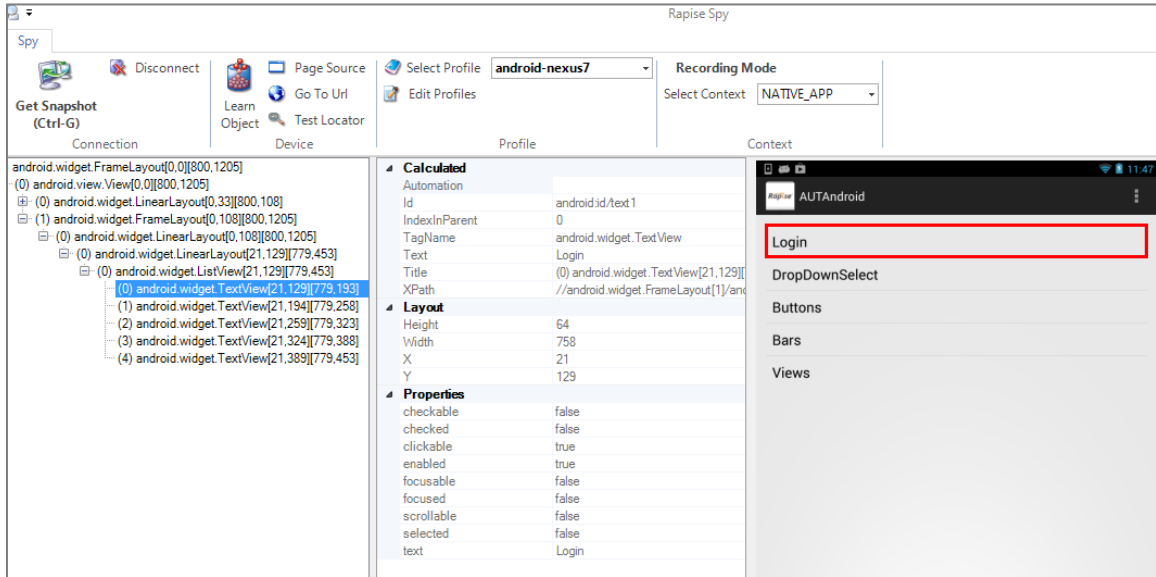 Rapise Spy
Spy
Get Snapshot
(Ctrl-G)
Disconnect
Connection
Learn
Object
Page Source
Go To Url
Test Locator
Device
Select Profile android-nexus7
Edit Profiles
Profile
Recording Mode
Select Context NATIVE_APP
Context
android.widget.FrameLayout[0,0][800,1205]
(0) android.view.View[0,0][800,1205]
(0) android.widget.LinearLayout[0,33][800,108]
(1) android.widget.FrameLayout[0,108][800,1205]
(0) android.widget.LinearLayout[0,108][800,1205]
(0) android.widget.LinearLayout[21,129][779,453]
(0) android.widget.ListView[21,129][779,453]
(0) android.widget.TextView[21,129][779,193]
(1) android.widget.TextView[21,194][779,258]
(2) android.widget.TextView[21,259][779,323]
(3) android.widget.TextView[21,324][779,388]
(4) android.widget.TextView[21,389][779,453]
Calculated
Automation
Id android:id/text1
IndexInParent 0
TagName android.widget.TextView
Text Login
Title (0) android.widget.TextView[21,129][
XPath //android.widget.FrameLayout[1]/and
Layout
Height 64
Width 758
X 21
Y 129
Properties
checkable false
checked false
clickable true
enabled true
focusable false
focused false
scrollable false
selected false
text Login
11:47
Rapise AUTAndroid
Login
DropDownSelect
Buttons
Bars
Views